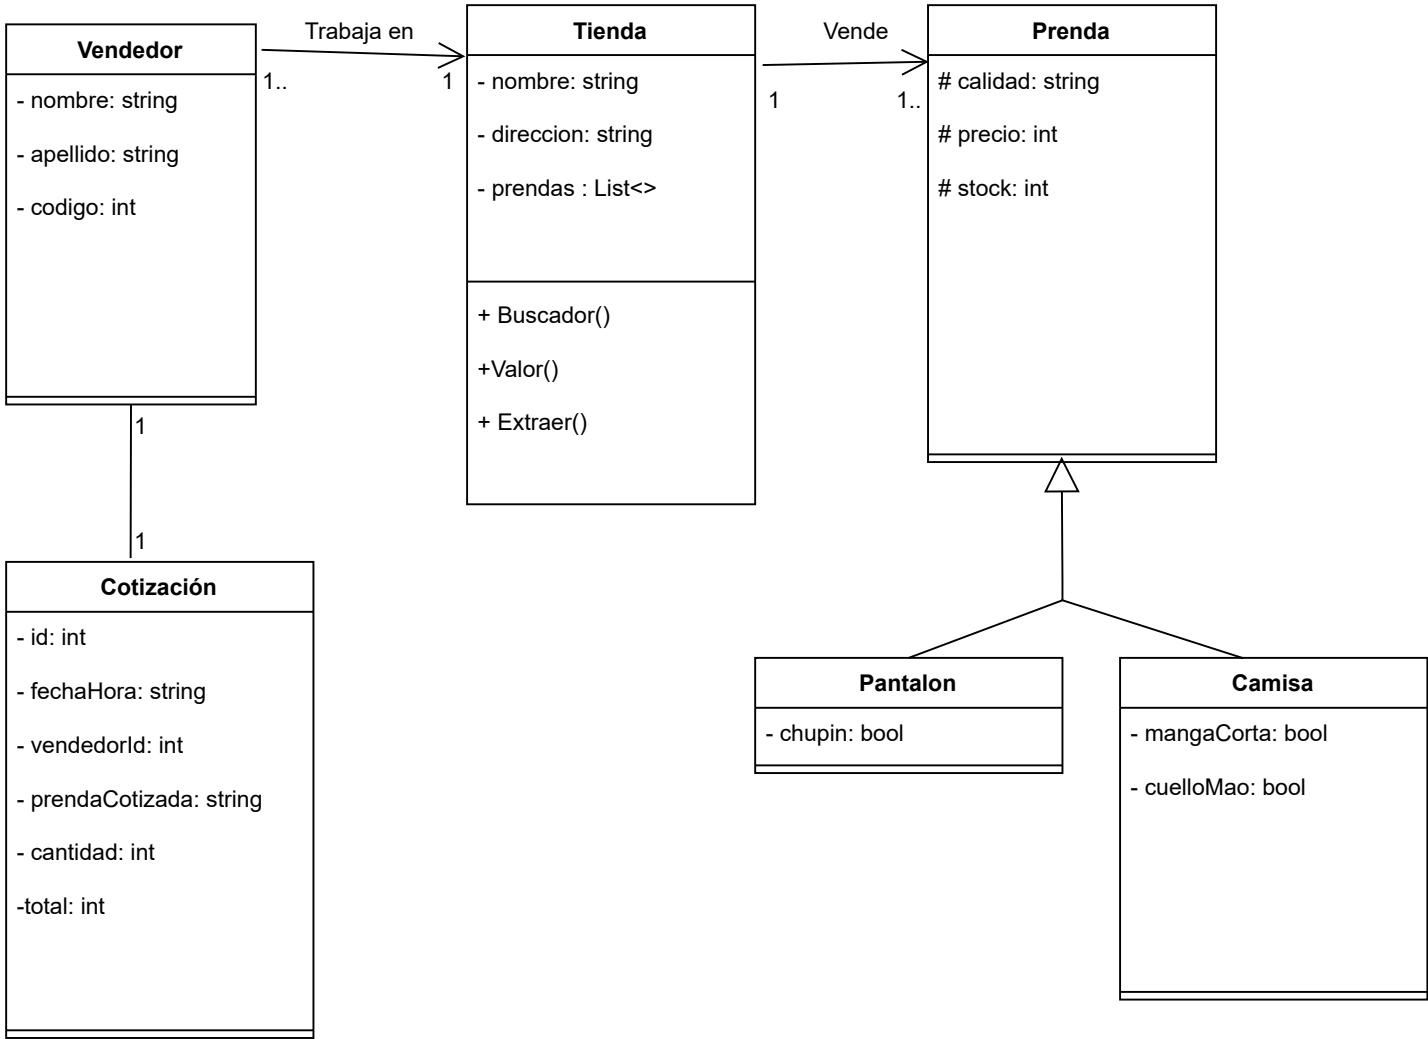 Vendedor
- nombre: string
- apellido: string
- codigo: int
Trabaja en
1..
1
Tienda
- nombre: string
- direccion: string
- prendas : List<>
+ Buscador()
+Valor()
+ Extraer()
Vende
1
1..
Prenda
# calidad: string
# precio: int
# stock: int
1
1
Cotización
- id: int
- fechaHora: string
- vendedorId: int
- prendaCotizada: string
- cantidad: int
-total: int
Pantalon
- chupin: bool
Camisa
- mangaCorta: bool
- cuelloMao: bool